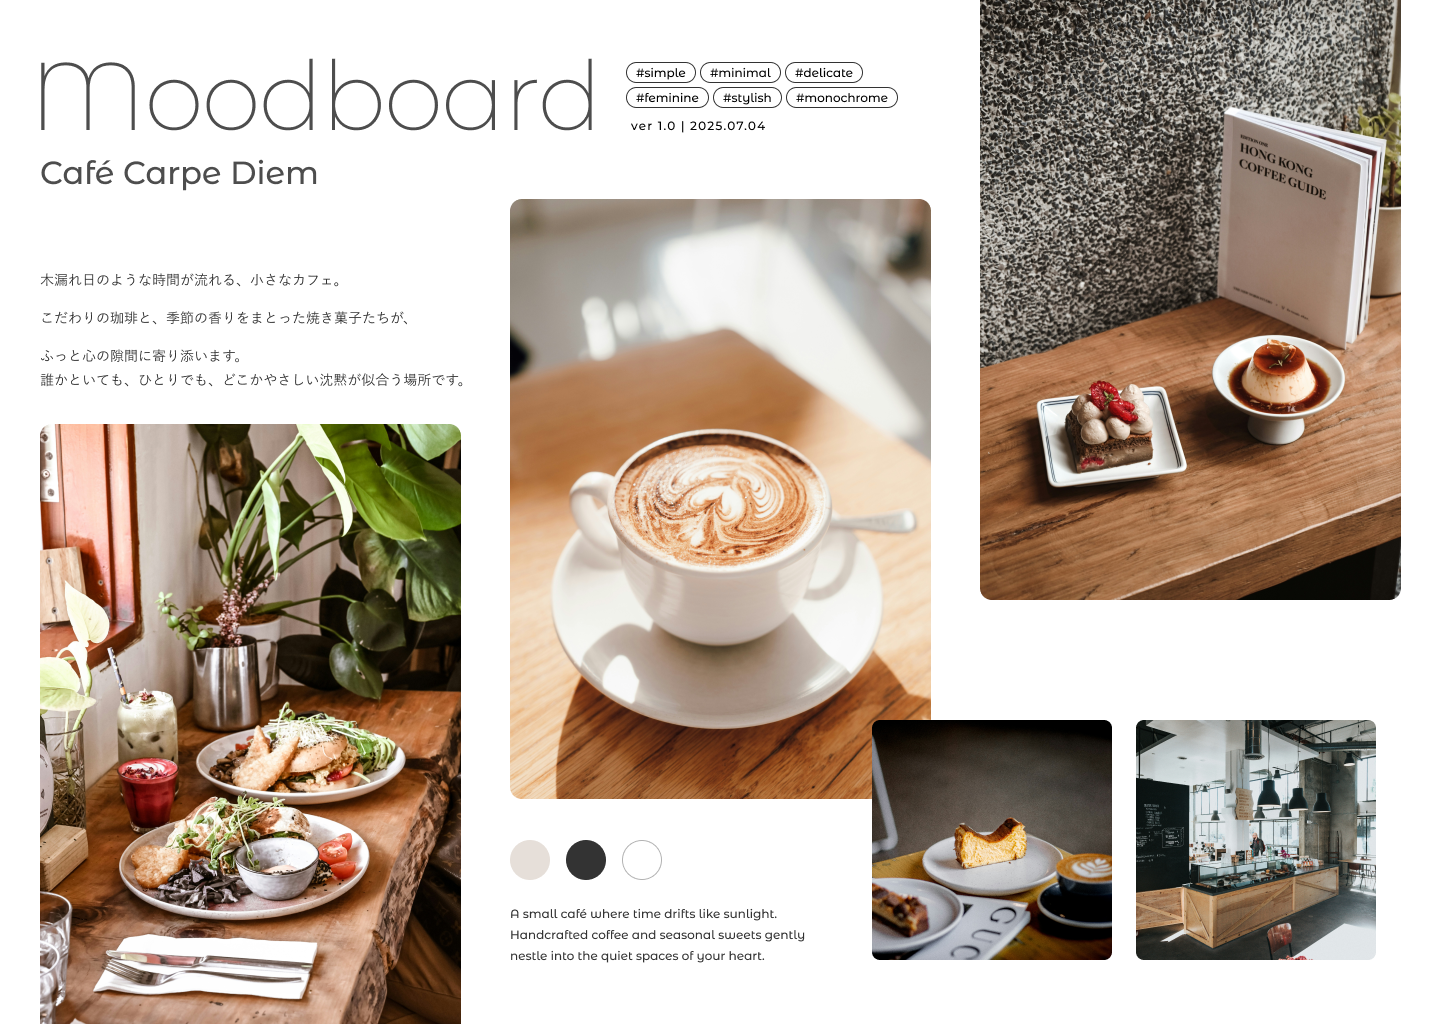 Moodboard
#simple #minimal #delicate
#feminine #stylish #monochrome
ver 1.0 | 2025.07.04
Café Carpe Diem
木漏れ日のような時間が流れる、小さなカフェ。
こだわりの珈琲と、季節の香りをまとった焼き菓子たちが、
ふっと心の隙間に寄り添います。
誰かといても、ひとりでも、どこかやさしい沈黙が似合う場所です。
HONG KONG
COFFEE GUIDE
A small café where time drifts like sunlight.
Handcrafted coffee and seasonal sweets gently
nestle into the quiet spaces of your heart.
GUC